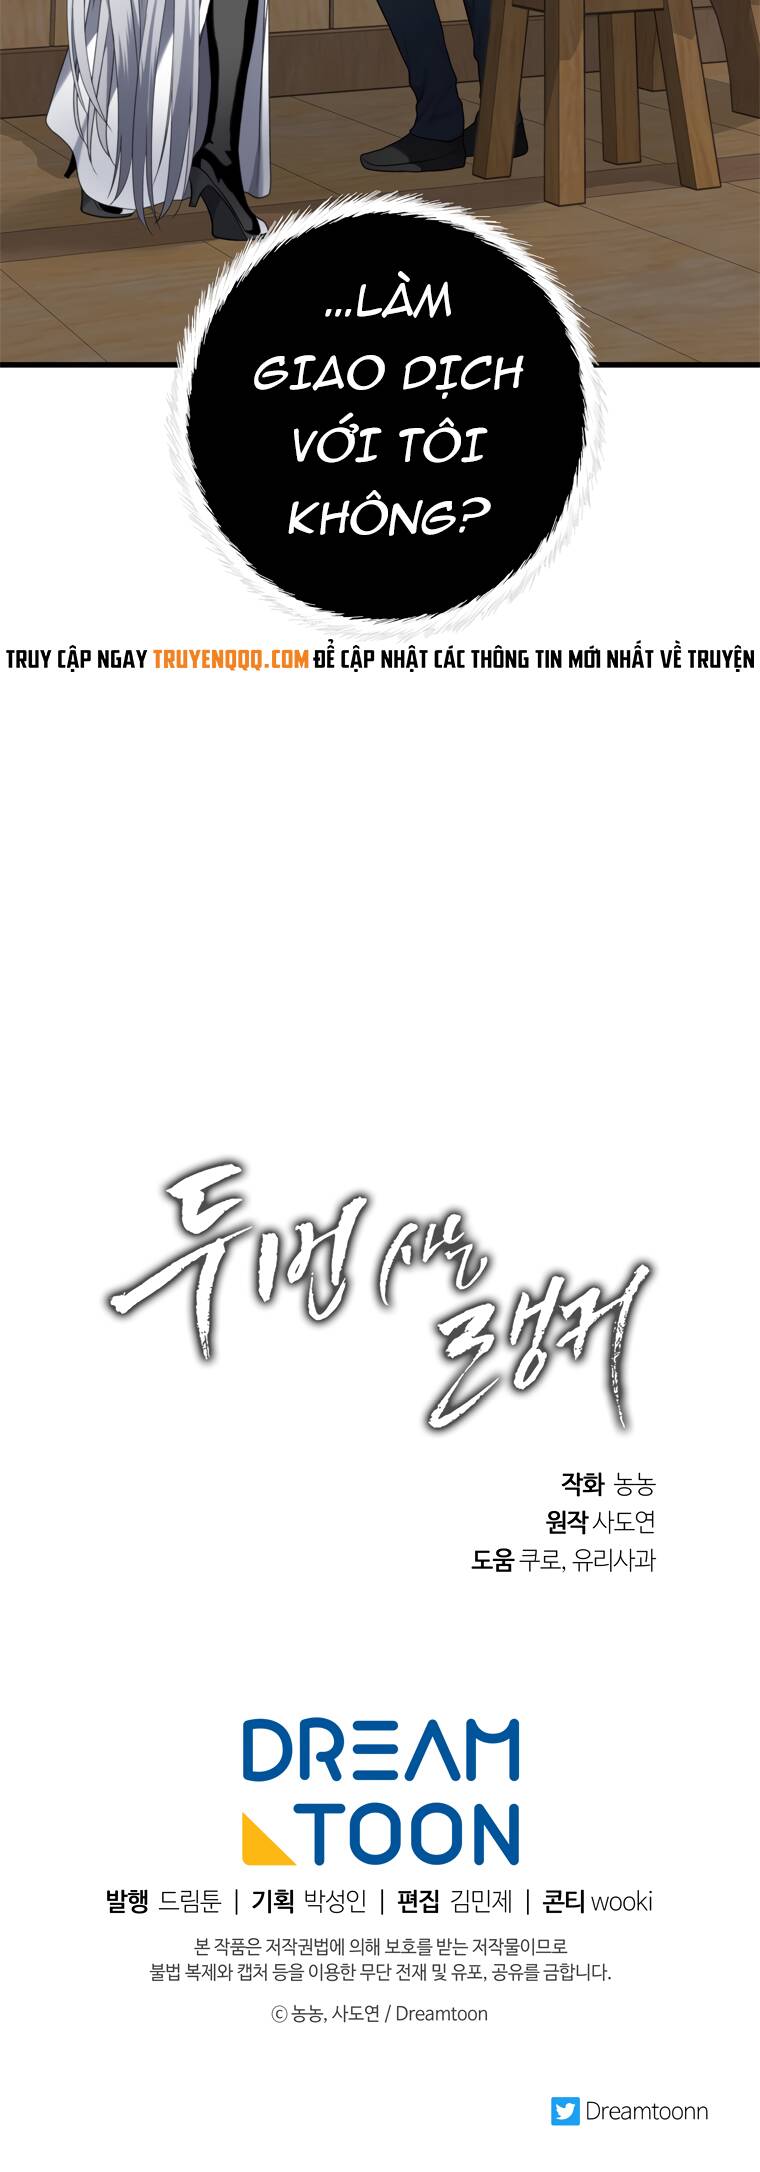 ...LÀM
GIAO DỊCH
VỚI TÔI
KHÔNG?
TRUY CẬP NGAY TRUYENQQQ.COM ĐỂ CẬP NHẬT CÁC THÔNG TIN MỚI NHẤT VỀ TRUYỆN
두번 사는
랭커
작화 농농
원작 사도연
도움 쿠로, 유리사과
DREAM
TOON
발행 드림툰 | 기획 박성인 | 편집 김민제 | 콘티 wooki
본 작품은 저작권법에 의해 보호를 받는 저작물이므로
불법 복제와 캡처 등을 이용한 무단 전재 및 유포, 공유를 금합니다.
ⓒ 농농, 사도연 / Dreamtoon
Dreamtoonn